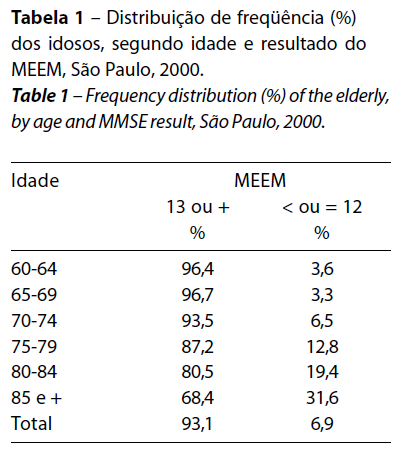 Tabela 1 – Distribuição de freqüência (%)
dos idosos, segundo idade e resultado do
MEEM, São Paulo, 2000.
Table 1 – Frequency distribution (%) of the elderly,
by age and MMSE result, São Paulo, 2000.
Idade MEEM
13 ou + < ou = 12
% %
60-64 96,4 3,6
65-69 96,7 3,3
70-74 93,5 6,5
75-79 87,2 12,8
80-84 80,5 19,4
85 e + 68,4 31,6
Total 93,1 6,9